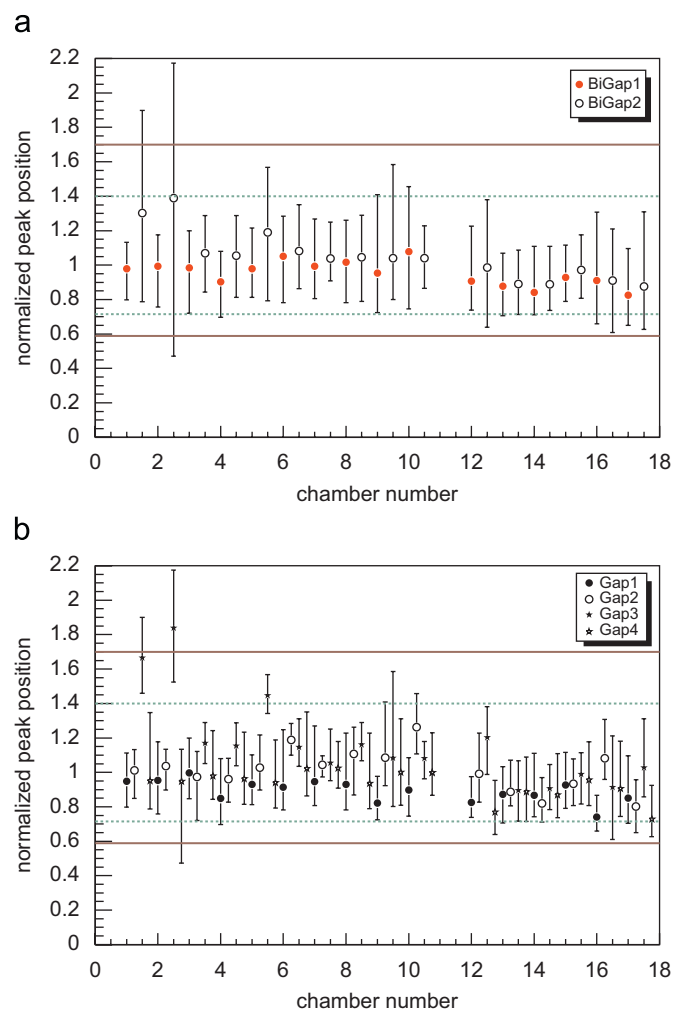 a
2.2
2
1.8
1.6
1.4
1.2
1
0.8
0.6
0.4
0.2
0
normalized peak position
BiGap1
BiGap2
0 2 4 6 8 10 12 14 16 18
chamber number
b
2.2
2
1.8
1.6
1.4
1.2
1
0.8
0.6
0.4
0.2
0
normalized peak position
Gap1
Gap2
Gap3
Gap4
0 2 4 6 8 10 12 14 16 18
chamber number